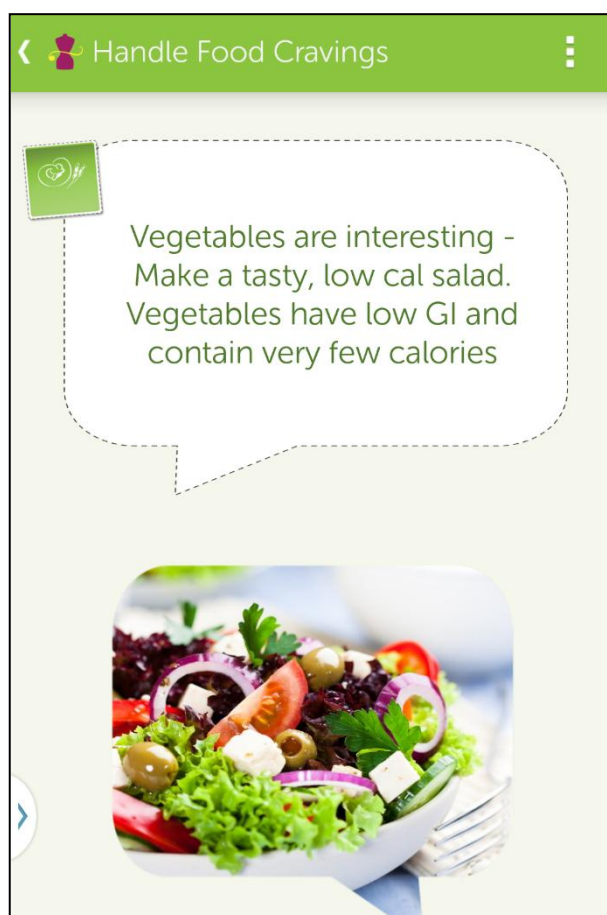 Handle Food Cravings
Vegetables are interesting -
Make a tasty, low cal salad.
Vegetables have low GI and
contain very few calories